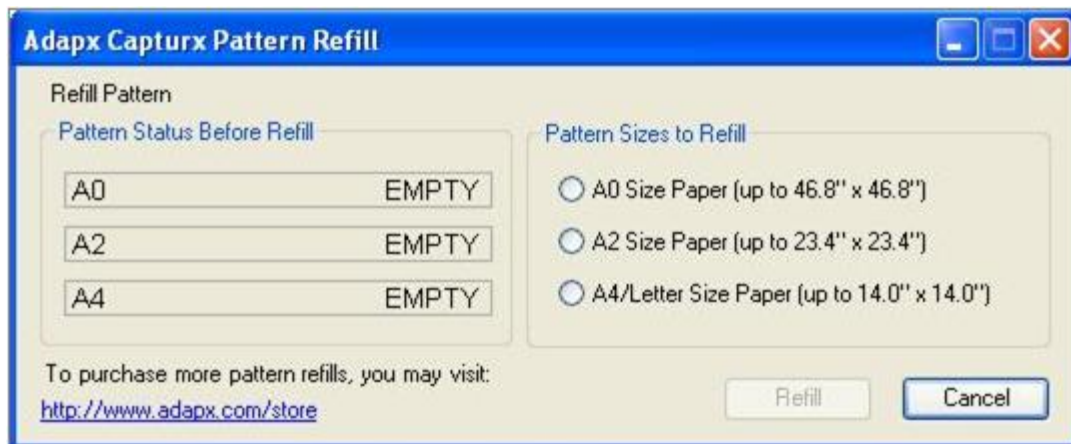 Adapx Capturx Pattern Refill
Refill Pattern
Pattern Status Before Refill
A0 EMPTY
A2 EMPTY
A4 EMPTY
Pattern Sizes to Refill
A0 Size Paper (up to 46.8" x 46.8")
A2 Size Paper (up to 23.4" x 23.4")
A4/Letter Size Paper (up to 14.0" x 14.0")
To purchase more pattern refills, you may visit:
http://www.adapx.com/store
Refill
Cancel